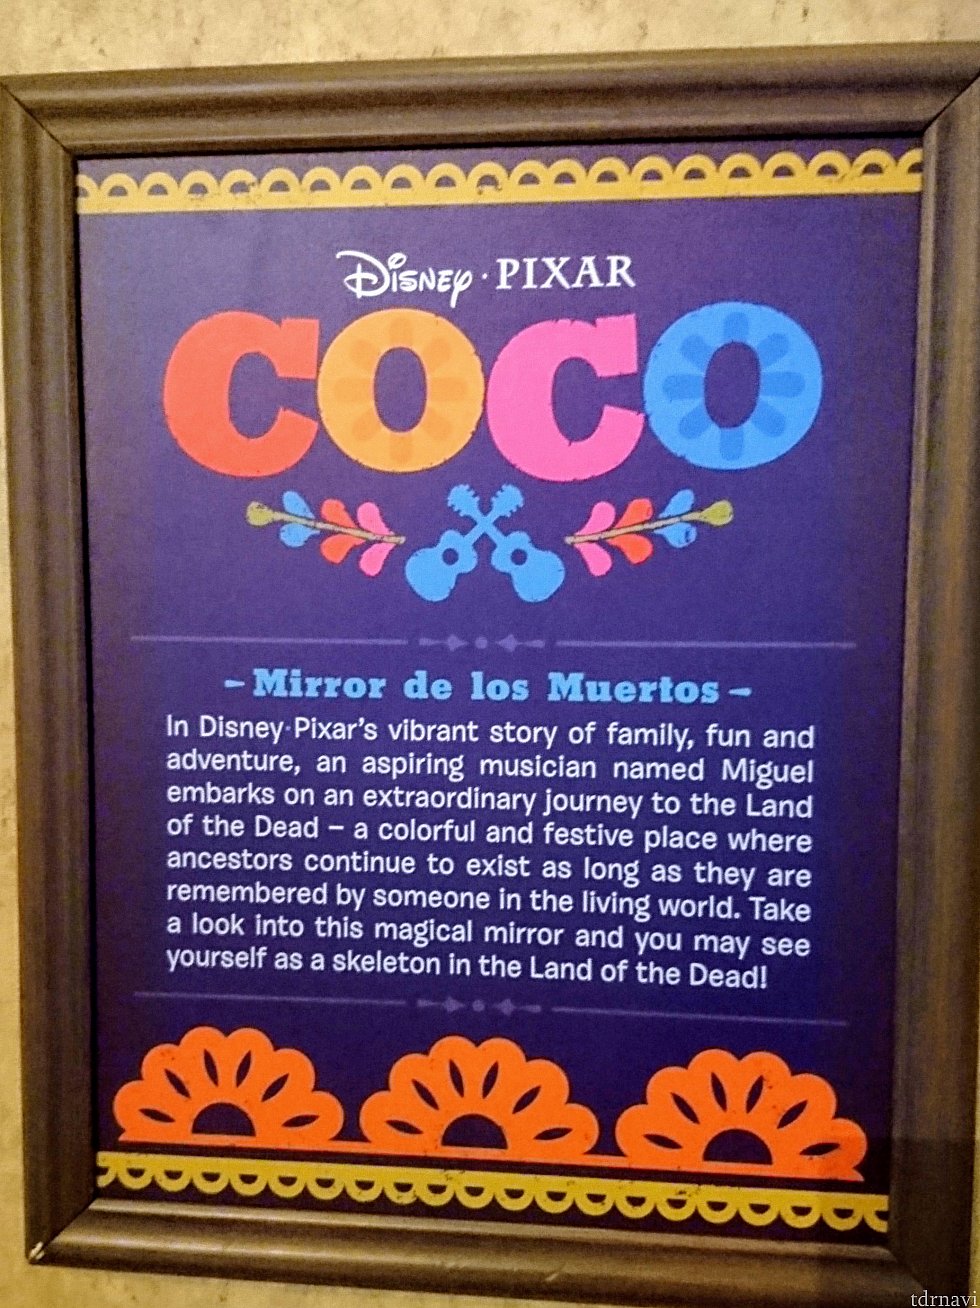 Disney·PIXAR
COCO
– Mirror de los Muertos –
In Disney·Pixar's vibrant story of family, fun and
adventure, an aspiring musician named Miguel
embarks on an extraordinary journey to the Land
of the Dead – a colorful and festive place where
ancestors continue to exist as long as they are
remembered by someone in the living world. Take
a look into this magical mirror and you may see
yourself as a skeleton in the Land of the Dead!
tdrnavi